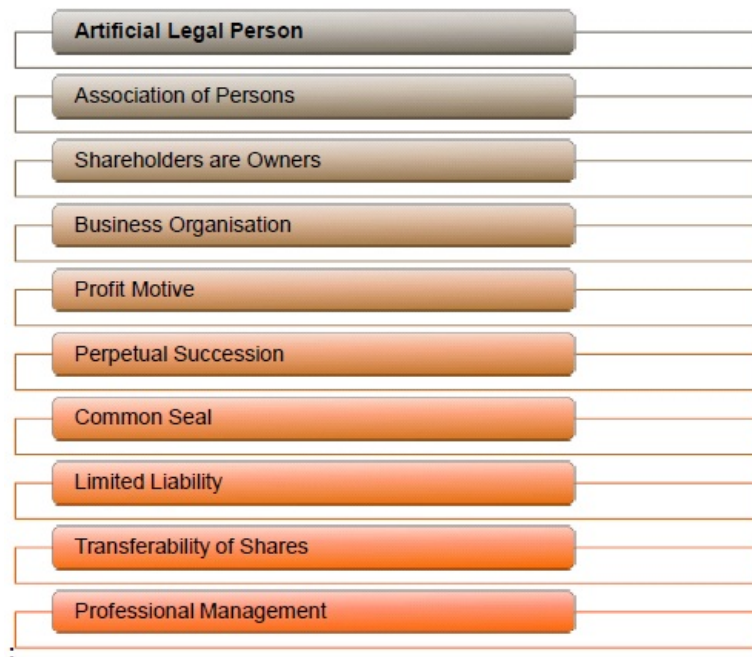 Artificial Legal Person
Association of Persons
Shareholders are Owners
Business Organisation
Profit Motive
Perpetual Succession
Common Seal
Limited Liability
Transferability of Shares
Professional Management